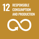 12 RESPONSIBLE
CONSUMPTION
AND PRODUCTION